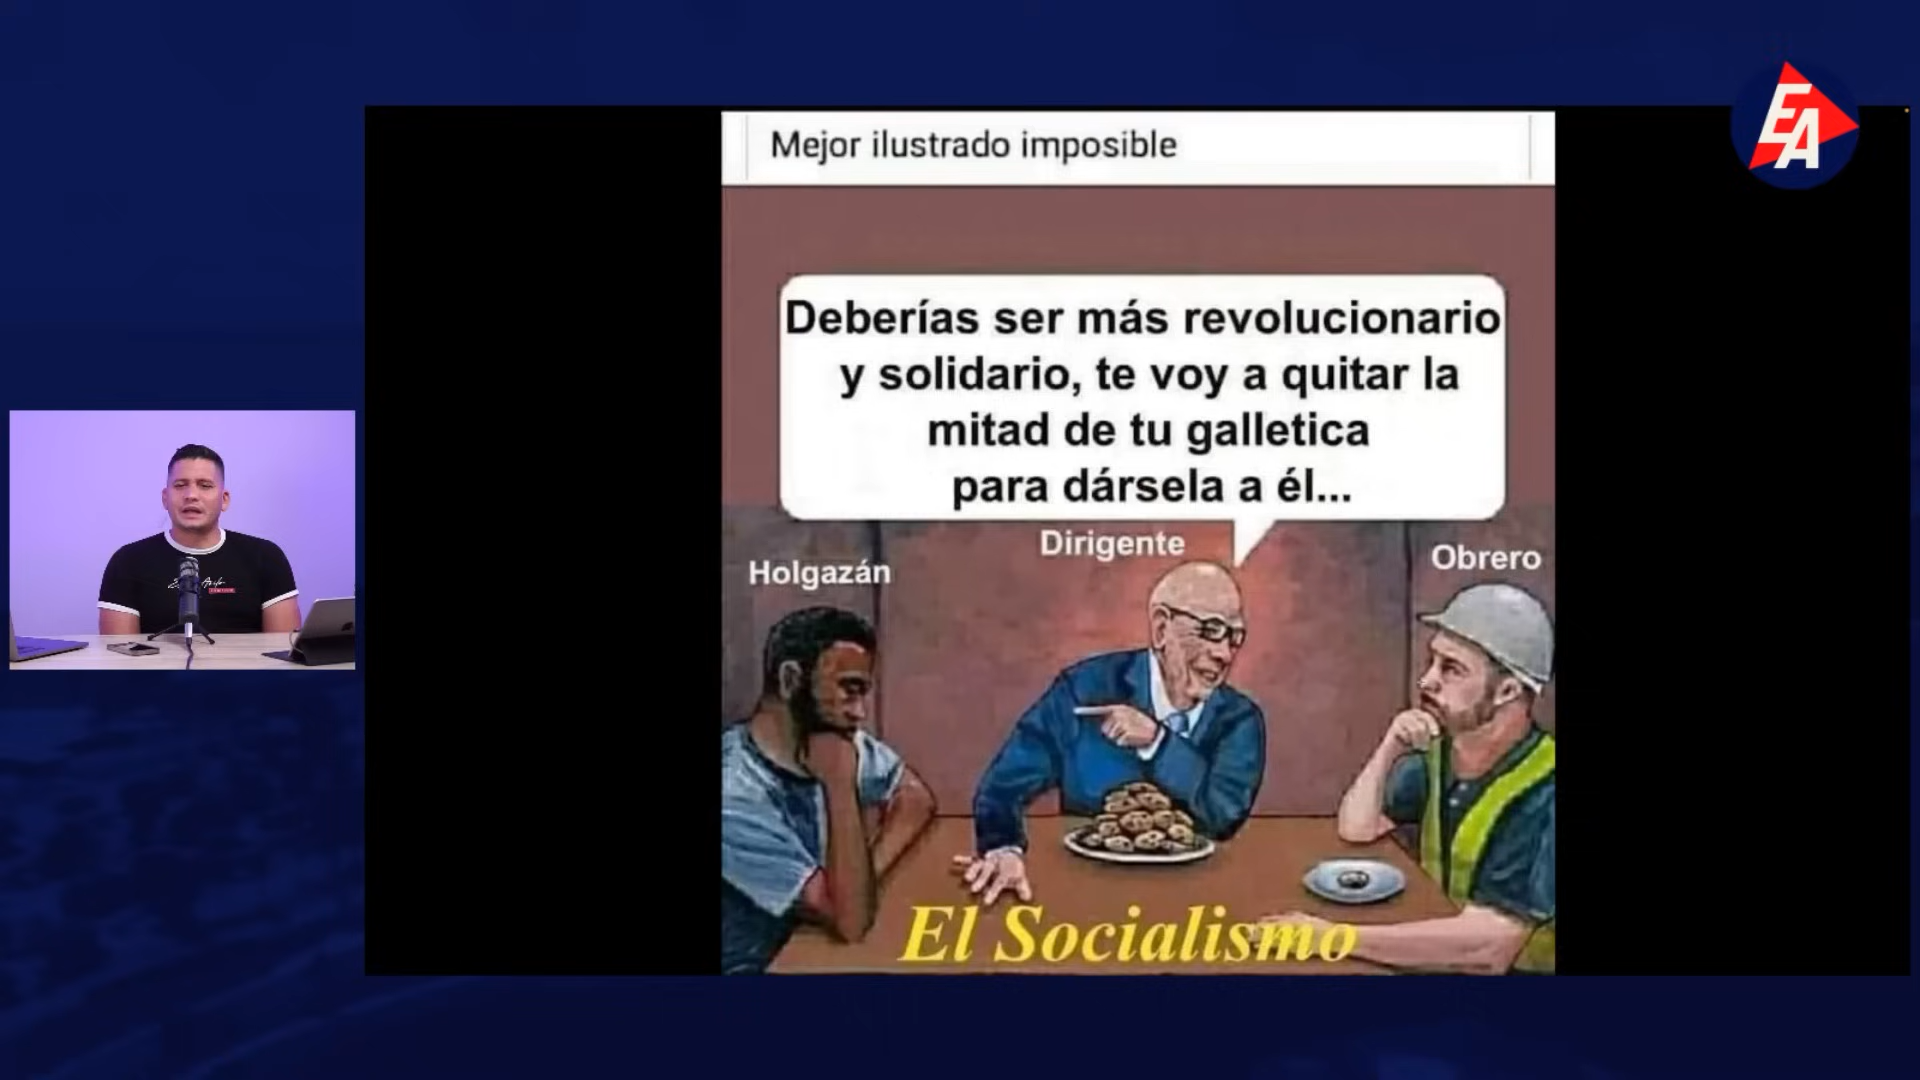 EA
Mejor ilustrado imposible
Deberías ser más revolucionario
y solidario, te voy a quitar la
mitad de tu galletica
para dársela a él...
Holgazán
Dirigente
Obrero
El Socialismo